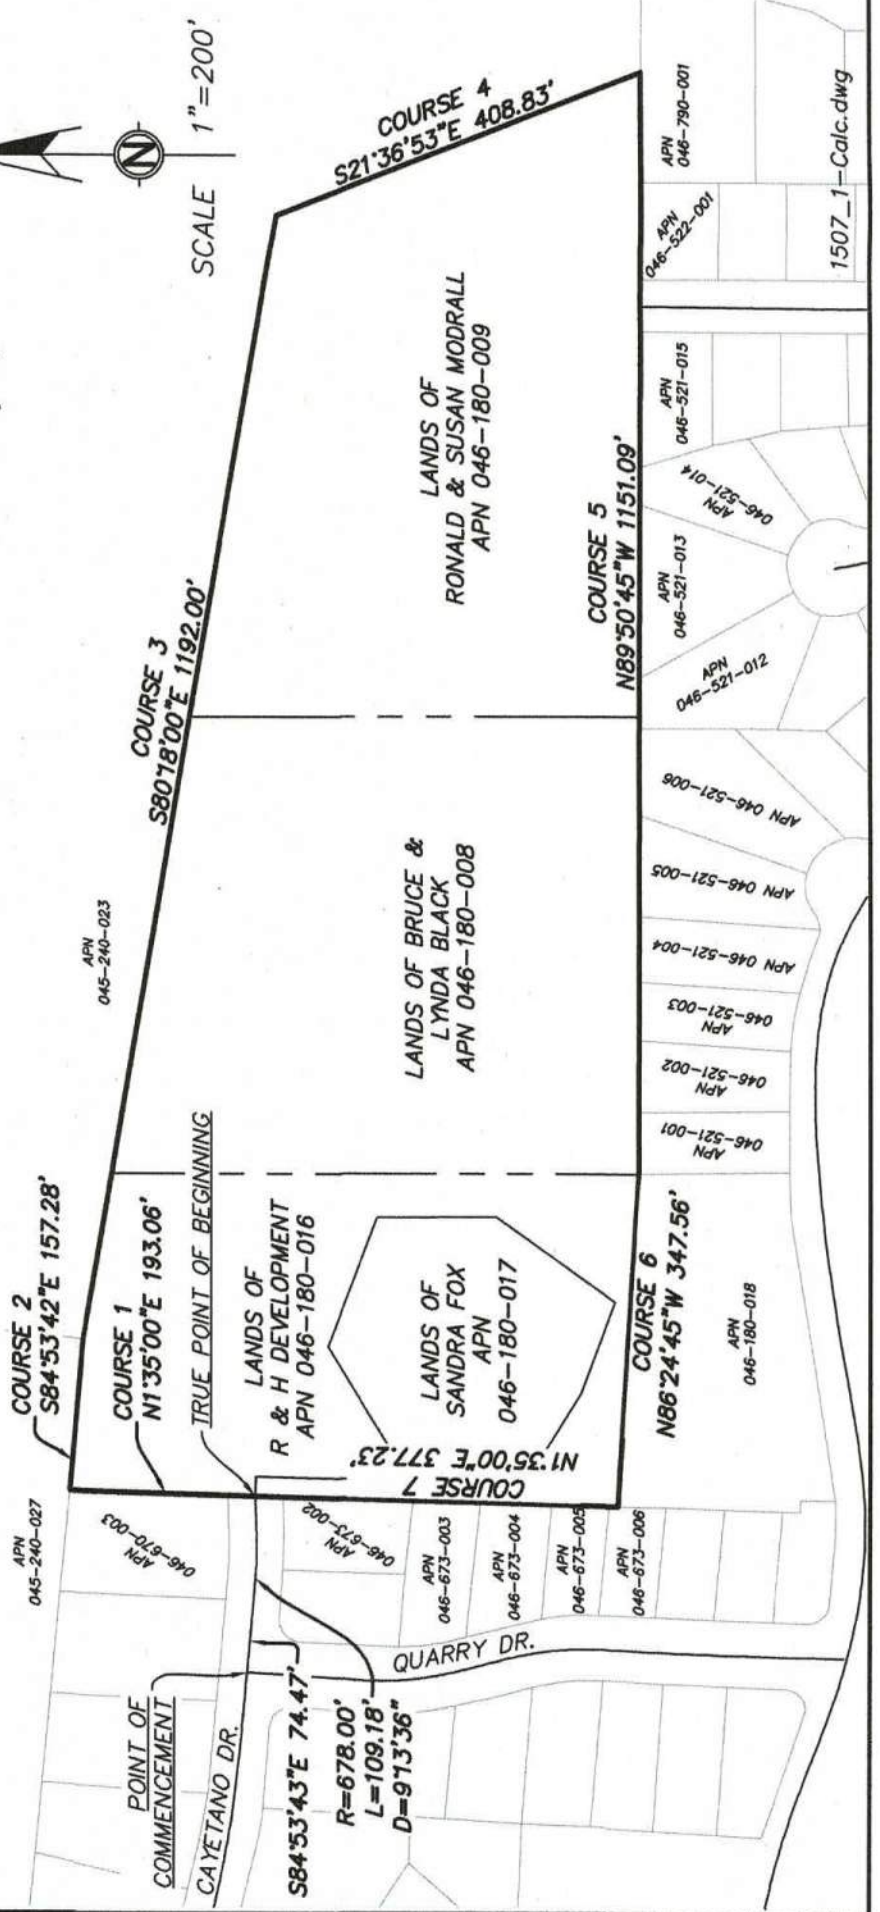 SCALE 1"=200'
COURSE 2
S84°53'42"E 157.28'
COURSE 1
N1°35'00"E 193.06'
TRUE POINT OF BEGINNING
COURSE 3
S80°18'00"E 1192.00'
COURSE 4
S21°36'53"E 408.83'
COURSE 5
N89°50'45"W 1151.09'
COURSE 6
N86°24'45"W 347.56'
COURSE 7
N1°35'00"E 377.23'
LANDS OF
R & H DEVELOPMENT
APN 046-180-016
LANDS OF
SANDRA FOX
APN
046-180-017
LANDS OF BRUCE &
LYNDA BLACK
APN 046-180-008
LANDS OF
RONALD & SUSAN MODRALL
APN 046-180-009
APN
045-240-027
APN
045-240-023
APN
046-670-003
APN
046-673-002
APN
046-673-003
APN
046-673-004
APN
046-673-005
APN
046-673-006
POINT OF
COMMENCEMENT
CAYETANO DR.
QUARRY DR.
S84°53'43"E 74.47'
R=678.00'
L=109.18'
D=9°13'36"
APN
046-180-018
APN
046-521-001
APN
046-521-002
APN
046-521-003
APN 046-521-004
APN 046-521-005
APN 046-521-006
APN
046-521-012
APN
046-521-013
APN
046-521-014
APN
046-521-015
APN
046-522-001
APN
046-790-001
1507_1-Calc.dwg
N